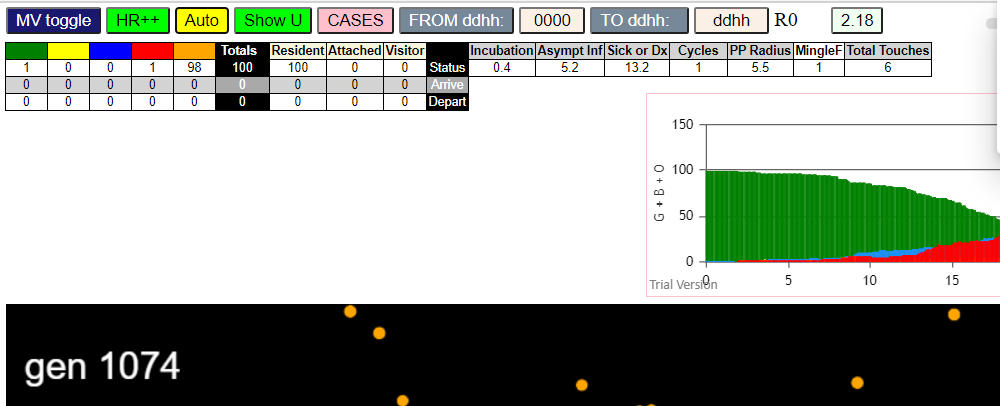 MV toggle HR++ Auto Show U CASES FROM ddhh: 0000 TO ddhh: ddhh R0 2.18
Totals Resident Attached Visitor Incubation Asympt Inf Sick or Dx Cycles PP Radius MingleF Total Touches
1 0 0 1 98 100 100 0 0 Status 0.4 5.2 13.2 1 5.5 1 6
0 0 0 0 0 0 0 0 0 Arrive
0 0 0 0 0 0 0 0 0 Depart
150
100
50
0
G + B + O
0 5 10 15
Trial Version
gen 1074